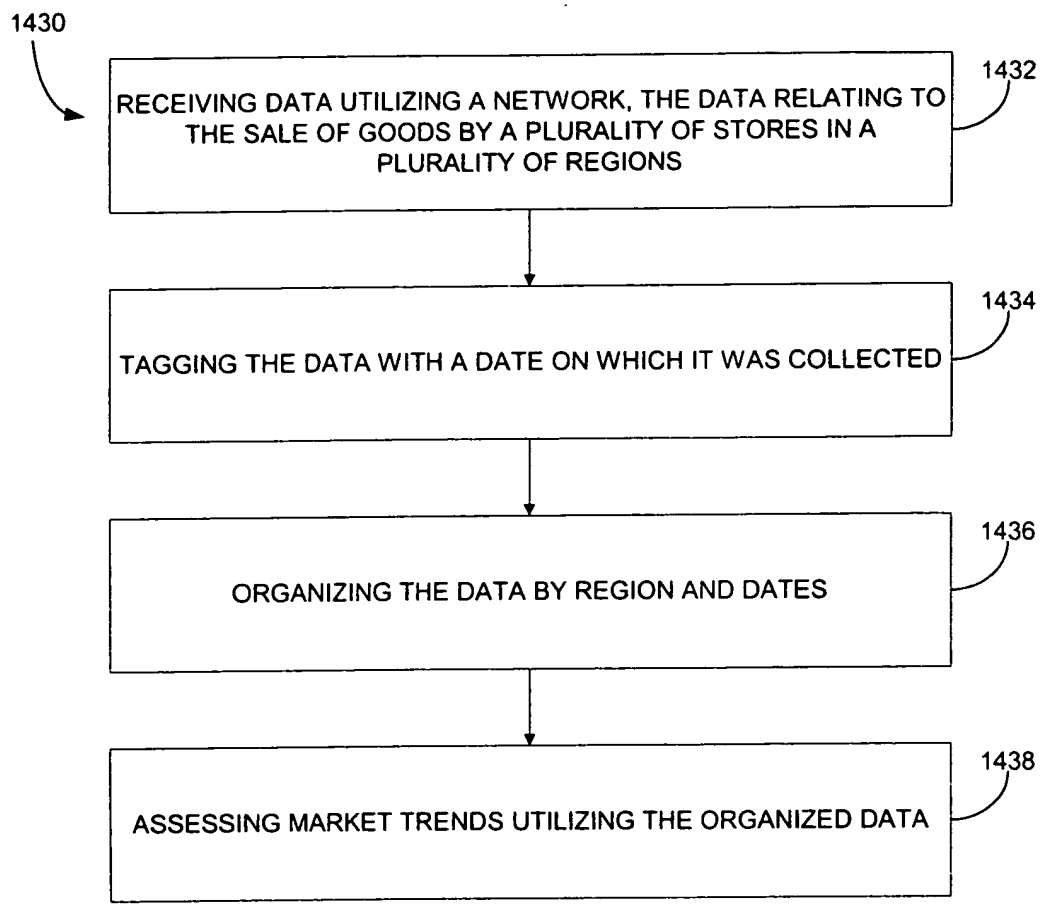 1430
1432
RECEIVING DATA UTILIZING A NETWORK, THE DATA RELATING TO
THE SALE OF GOODS BY A PLURALITY OF STORES IN A
PLURALITY OF REGIONS
1434
TAGGING THE DATA WITH A DATE ON WHICH IT WAS COLLECTED
1436
ORGANIZING THE DATA BY REGION AND DATES
1438
ASSESSING MARKET TRENDS UTILIZING THE ORGANIZED DATA